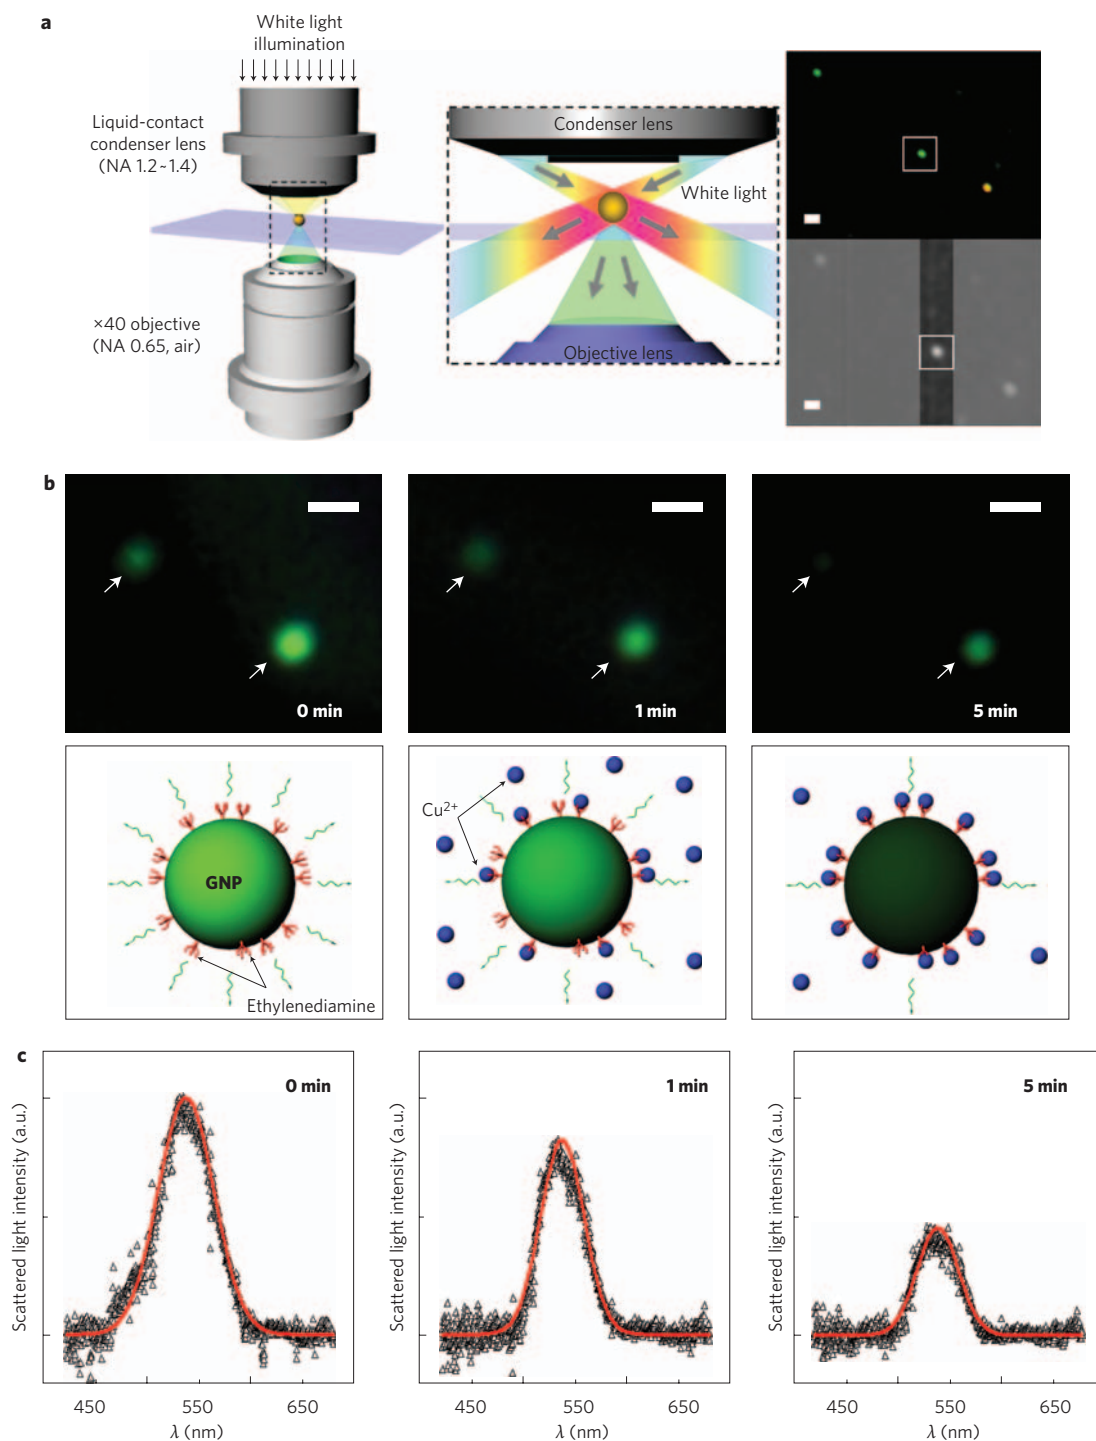 a
White light
illumination
Liquid-contact
condenser lens
(NA 1.2~1.4)
×40 objective
(NA 0.65, air)
Condenser lens
White light
Objective lens
b
0 min
1 min
5 min
GNP
Ethylenediamine
Cu²⁺
c
0 min
Scattered light intensity (a.u.)
450 550 650
λ (nm)
1 min
Scattered light intensity (a.u.)
450 550 650
λ (nm)
5 min
Scattered light intensity (a.u.)
450 550 650
λ (nm)